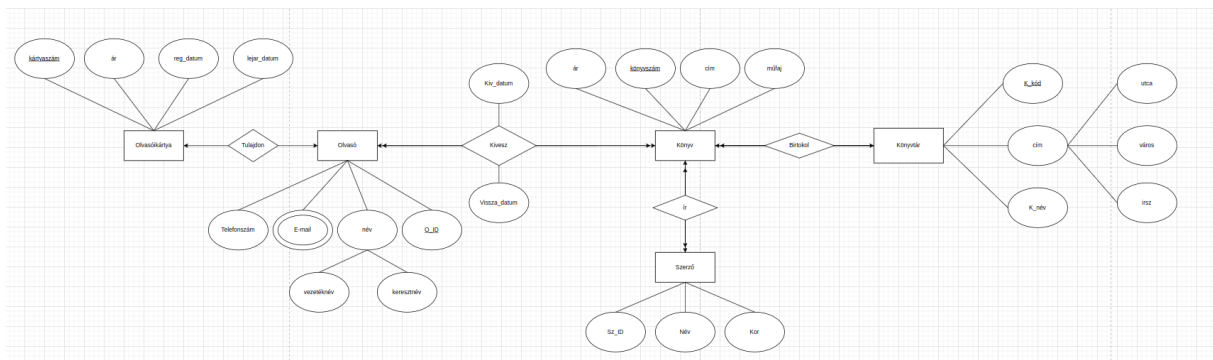 kártyaszám
ár
reg_datum
lejar_datum
Olvasókártya
Tulajdon
Olvasó
Telefonszám
E-mail
név
O_ID
vezetéknév
keresztnév
Kiv_datum
Kivesz
Vissza_datum
ár
könyvszám
cím
műfaj
Könyv
Birtokol
Könyvtár
ír
Szerző
Sz_ID
Név
Kor
K_kód
cím
K_név
utca
város
irsz